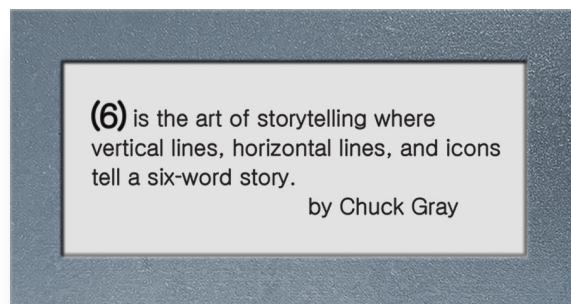 (6) is the art of storytelling where
vertical lines, horizontal lines, and icons
tell a six-word story.
by Chuck Gray